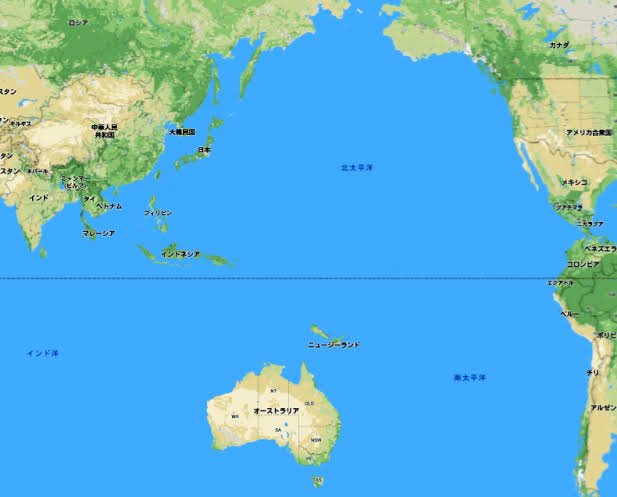 ロシア
カナダ
スタン
キルギス
大韓民国
中華人民
共和国
アメリカ合衆国
日本
北太平洋
タン
スタン
ネパール
ミャンマー
(ビルマ)
メキシコ
インド
タイ
ベトナム
フィリピン
グアテマラ
ニカラグア
マレーシア
ベネズエラ
インドネシア
コロンビア
エクアドル
ペルー
ボリビ
ニュージーランド
インド洋
チリ
南太平洋
NT
QLD
オーストラリア
アルゼン
WA
SA
NSW
VIC
TAS